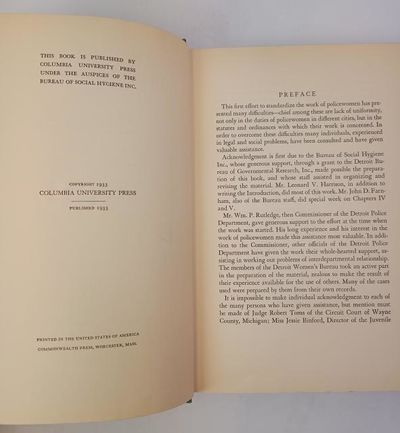 THIS BOOK IS PUBLISHED BY
COLUMBIA UNIVERSITY PRESS
UNDER THE AUSPICES OF THE
BUREAU OF SOCIAL HYGIENE INC.
COPYRIGHT 1933
COLUMBIA UNIVERSITY PRESS
PUBLISHED 1933
PRINTED IN THE UNITED STATES OF AMERICA
COMMONWEALTH PRESS, WORCESTER, MASS.
PREFACE
This first effort to standardize the work of policewomen has pre-
sented many difficulties—chief among these are lack of uniformity,
not only in the duties of policewomen in different cities, but in the
statutes and ordinances with which their work is concerned. In
order to overcome these difficulties many individuals, experienced
in legal and social problems, have been consulted and have given
valuable assistance.
Acknowledgment is first due to the Bureau of Social Hygiene
Inc., whose generous support, through a grant to the Detroit Bu-
reau of Governmental Research, Inc., made possible the prepara-
tion of this book, and whose staff assisted in organizing and
revising the material. Mr. Leonard V. Harrison, in addition to
writing the Introduction, did most of this work. Mr. John D. Farn-
ham, also of the Bureau staff, did special work on Chapters IV
and V.
Mr. Wm. P. Rutledge, then Commissioner of the Detroit Police
Department, gave generous support to the effort at the time when
the work was started. His long experience and his interest in the
work of policewomen made this assistance most valuable. In addi-
tion to the Commissioner, other officials of the Detroit Police
Department have given the work their whole-hearted support, as-
sisting in working out problems of interdepartmental relationship.
The members of the Detroit Women's Bureau took an active part
in the preparation of the material, zealous to make the result of
their experience available for the use of others. Many of the cases
used were prepared by them from their own records.
It is impossible to make individual acknowledgment to each of
the many persons who have given assistance, but mention must
be made of Judge Robert Toms of the Circuit Court of Wayne
County, Michigan; Miss Jessie Binford, Director of the Juvenile